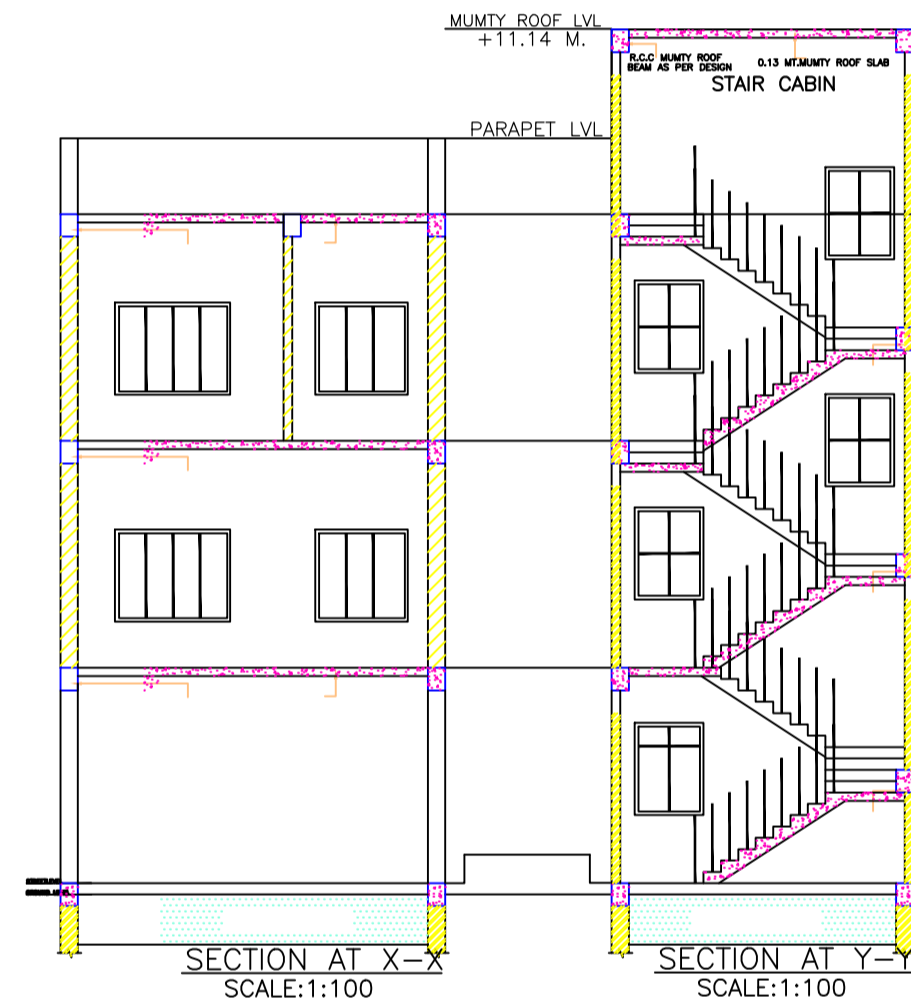 MUMTY ROOF LVL
+11.14 M.
R.C.C MUMTY ROOF
BEAM AS PER DESIGN
0.13 MT.MUMTY ROOF SLAB
STAIR CABIN
PARAPET LVL
SECTION AT X-X
SCALE:1:100
SECTION AT Y-Y
SCALE:1:100